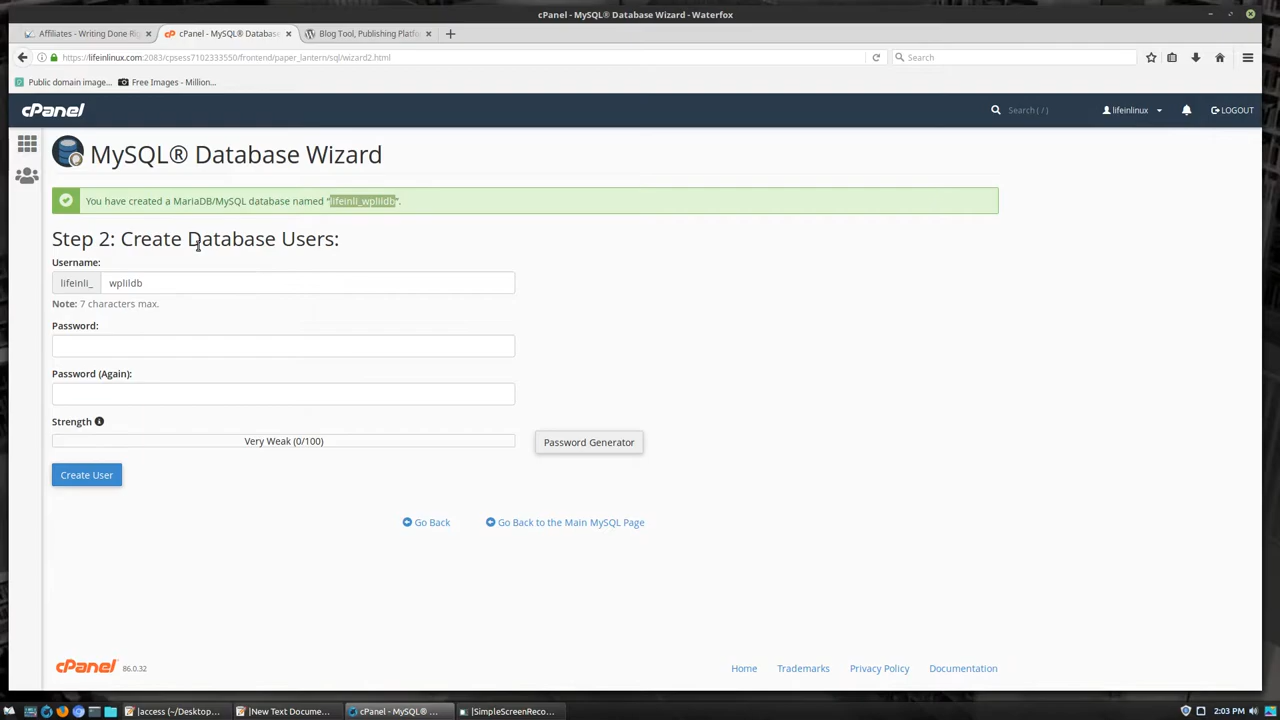 cPanel - MySQL® Database Wizard - Waterfox
Affiliates - Writing Done Rig
cPanel - MySQL® Database
Blog Tool, Publishing Platfo
https://lifeinlinux.com:2083/cpsess7102333550/frontend/paper_lantern/sql/wizard2.html
Search
Public domain image...
Free Images - Million...
cPanel
Search ( / )
lifeinlinux
LOGOUT
MySQL® Database Wizard
You have created a MariaDB/MySQL database named "lifeinli_wplildb".
Step 2: Create Database Users:
Username:
lifeinli_ wplildb
Note: 7 characters max.
Password:
Password (Again):
Strength
Very Weak (0/100)
Password Generator
Create User
Go Back
Go Back to the Main MySQL Page
cPanel 86.0.32
Home
Trademarks
Privacy Policy
Documentation
|access (~/Desktop...
|New Text Docume...
cPanel - MySQL® ...
|SimpleScreenReco...
2:03 PM